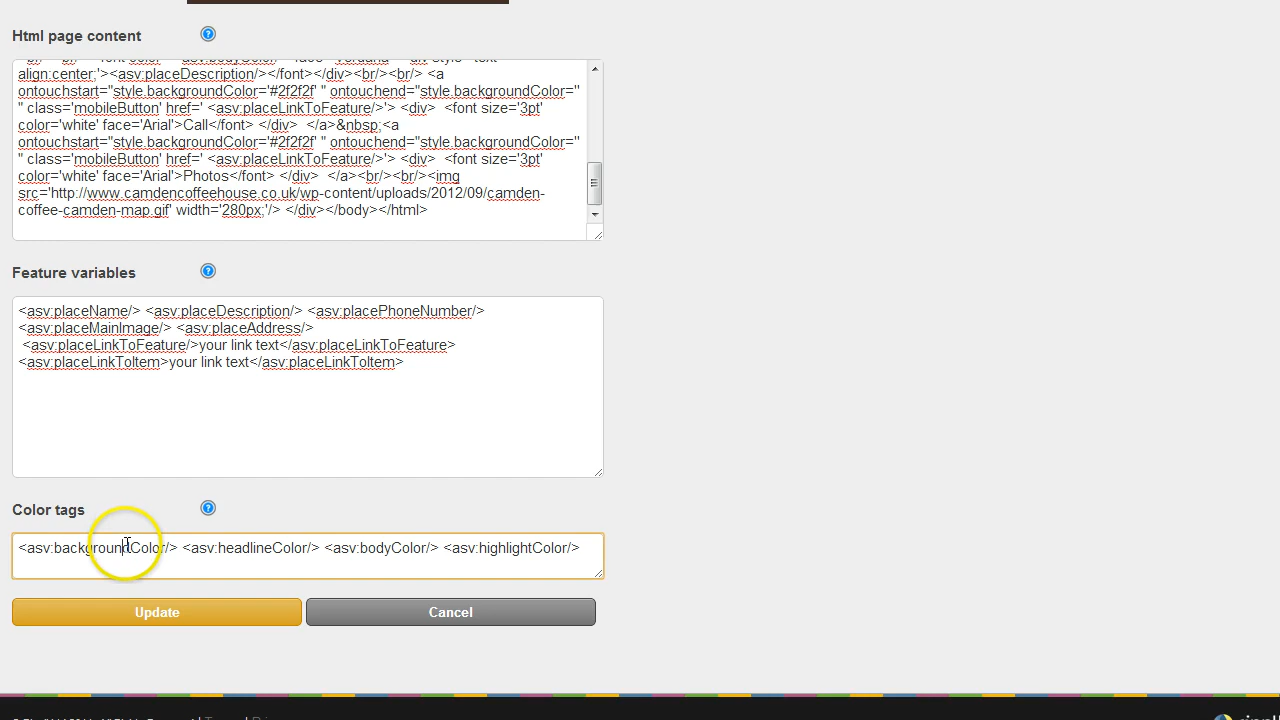 Html page content
align:center;'><asv:placeDescription/></font></div><br/><br/> <a
ontouchstart="style.backgroundColor='#2f2f2f' " ontouchend="style.backgroundColor=''
" class='mobileButton' href=' <asv:placeLinkToFeature/>'> <div>  <font size='3pt'
color='white' face='Arial'>Call</font> </div>  </a>&nbsp;<a
ontouchstart="style.backgroundColor='#2f2f2f' " ontouchend="style.backgroundColor=''
" class='mobileButton' href=' <asv:placeLinkToFeature/>'> <div>  <font size='3pt'
color='white' face='Arial'>Photos</font> </div>  </a><br/><br/><img
src='http://www.camdencoffeehouse.co.uk/wp-content/uploads/2012/09/camden-
coffee-camden-map.gif' width='280px;'/> </div></body></html>
Feature variables
<asv:placeName/> <asv:placeDescription/> <asv:placePhoneNumber/>
<asv:placeMainImage/> <asv:placeAddress/>
<asv:placeLinkToFeature/>your link text</asv:placeLinkToFeature>
<asv:placeLinkToItem>your link text</asv:placeLinkToItem>
Color tags
<asv:backgroundColor/> <asv:headlineColor/> <asv:bodyColor/> <asv:highlightColor/>
Update
Cancel